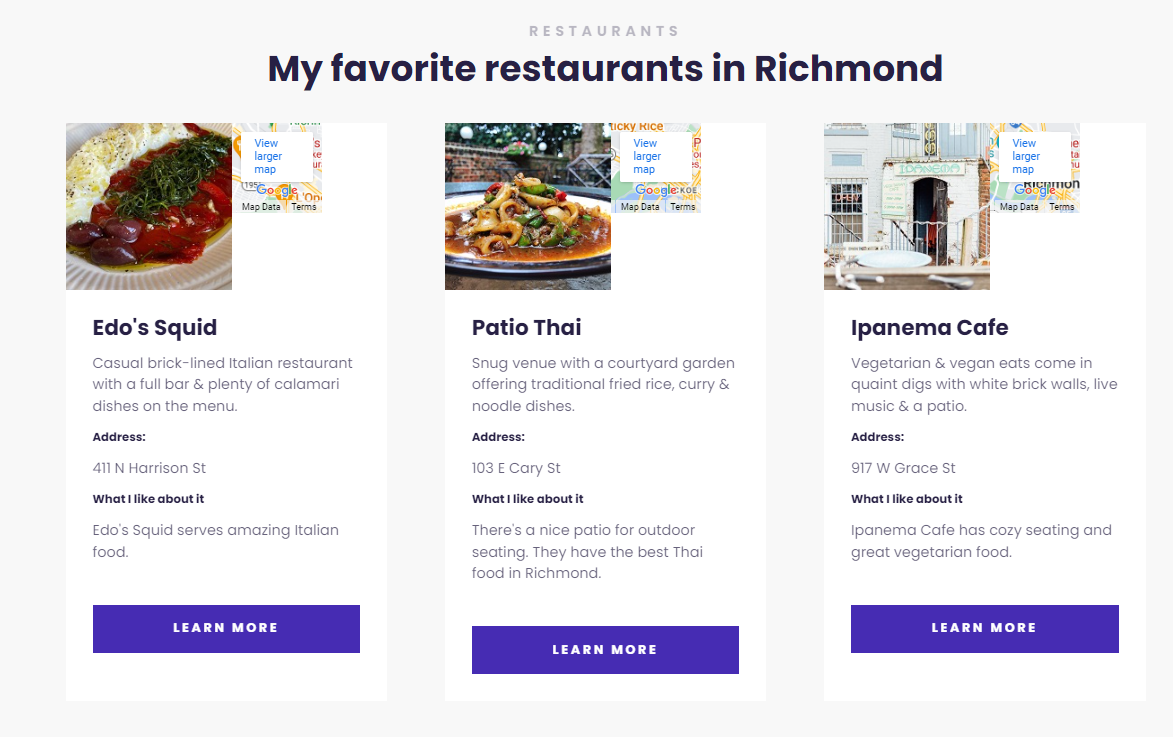 RESTAURANTS
My favorite restaurants in Richmond
View
larger
map
Google
Map Data Terms
Edo's Squid
Casual brick-lined Italian restaurant
with a full bar & plenty of calamari
dishes on the menu.
Address:
411 N Harrison St
What I like about it
Edo's Squid serves amazing Italian
food.
LEARN MORE
icky Rice
View
larger
map
Google
Map Data Terms
Patio Thai
Snug venue with a courtyard garden
offering traditional fried rice, curry &
noodle dishes.
Address:
103 E Cary St
What I like about it
There's a nice patio for outdoor
seating. They have the best Thai
food in Richmond.
LEARN MORE
IPANEMA
View
larger
map
Google
Map Data Terms
Ipanema Cafe
Vegetarian & vegan eats come in
quaint digs with white brick walls, live
music & a patio.
Address:
917 W Grace St
What I like about it
Ipanema Cafe has cozy seating and
great vegetarian food.
LEARN MORE